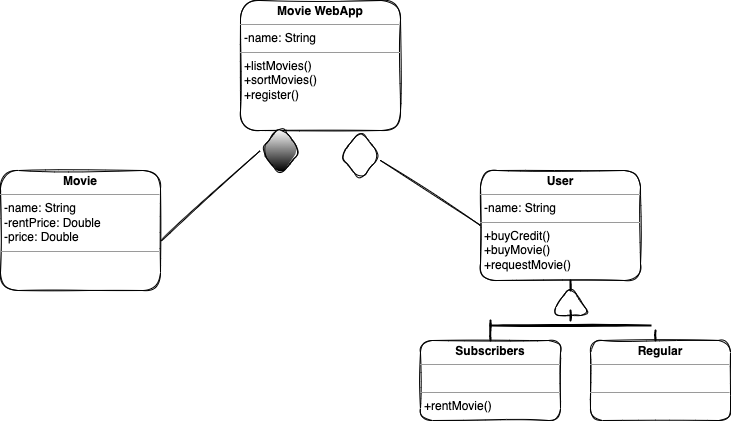 Movie WebApp
-name: String
+listMovies()
+sortMovies()
+register()
Movie
-name: String
-rentPrice: Double
-price: Double
User
-name: String
+buyCredit()
+buyMovie()
+requestMovie()
Subscribers
+rentMovie()
Regular